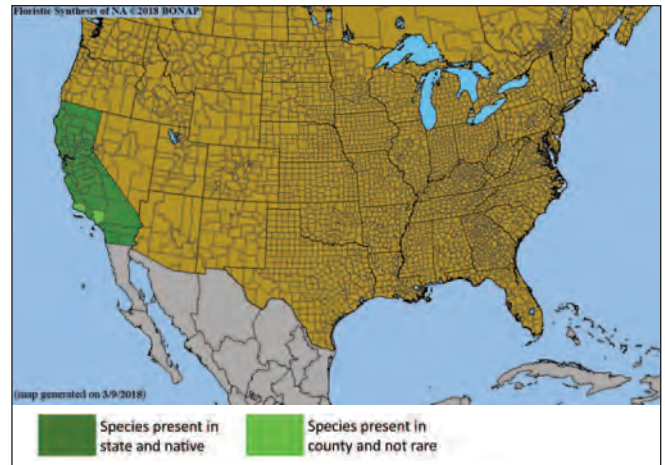 Floristic Synthesis of NA ©2018 BONAP
(map generated on 3/9/2018)
Species present in
state and native
Species present in
county and not rare